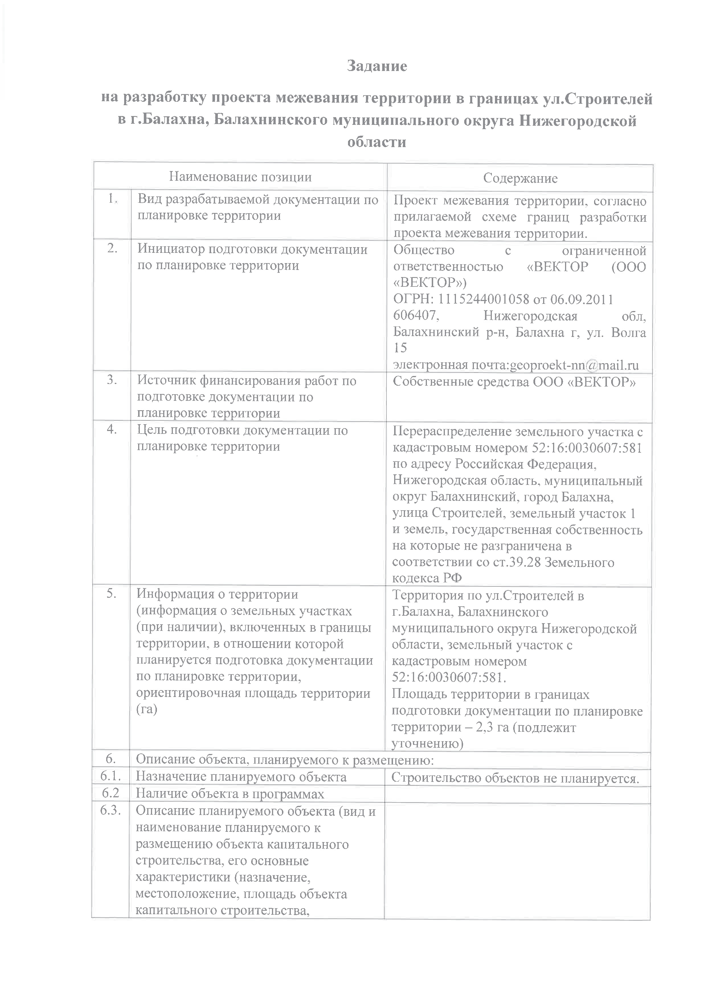 Задание
на разработку проекта межевания территории в границах ул.Строителей
в г.Балахна, Балахнинского муниципального округа Нижегородской
области
Наименование позиции
Содержание
1.
Вид разрабатываемой документации по
планировке территории
Проект межевания территории, согласно
прилагаемой схеме границ разработки
проекта межевания территории.
2.
Инициатор подготовки документации
по планировке территории
Общество с ограниченной
ответственностью «ВЕКТОР (ООО
«ВЕКТОР»)
ОГРН: 1115244001058 от 06.09.2011
606407, Нижегородская обл,
Балахнинский р-н, Балахна г, ул. Волга
15
электронная почта:geoproekt-nn@mail.ru
3.
Источник финансирования работ по
подготовке документации по
планировке территории
Собственные средства ООО «ВЕКТОР»
4.
Цель подготовки документации по
планировке территории
Перераспределение земельного участка с
кадастровым номером 52:16:0030607:581
по адресу Российская Федерация,
Нижегородская область, муниципальный
округ Балахнинский, город Балахна,
улица Строителей, земельный участок 1
и земель, государственная собственность
на которые не разграничена в
соответствии со ст.39.28 Земельного
кодекса РФ
5.
Информация о территории
(информация о земельных участках
(при наличии), включенных в границы
территории, в отношении которой
планируется подготовка документации
по планировке территории,
ориентировочная площадь территории
(га)
Территория по ул.Строителей в
г.Балахна, Балахнинского
муниципального округа Нижегородской
области, земельный участок с
кадастровым номером
52:16:0030607:581.
Площадь территории в границах
подготовки документации по планировке
территории – 2,3 га (подлежит
уточнению)
6.
Описание объекта, планируемого к размещению:
6.1.
Назначение планируемого объекта
Строительство объектов не планируется.
6.2
Наличие объекта в программах
6.3.
Описание планируемого объекта (вид и
наименование планируемого к
размещению объекта капитального
строительства, его основные
характеристики (назначение,
местоположение, площадь объекта
капитального строительства,